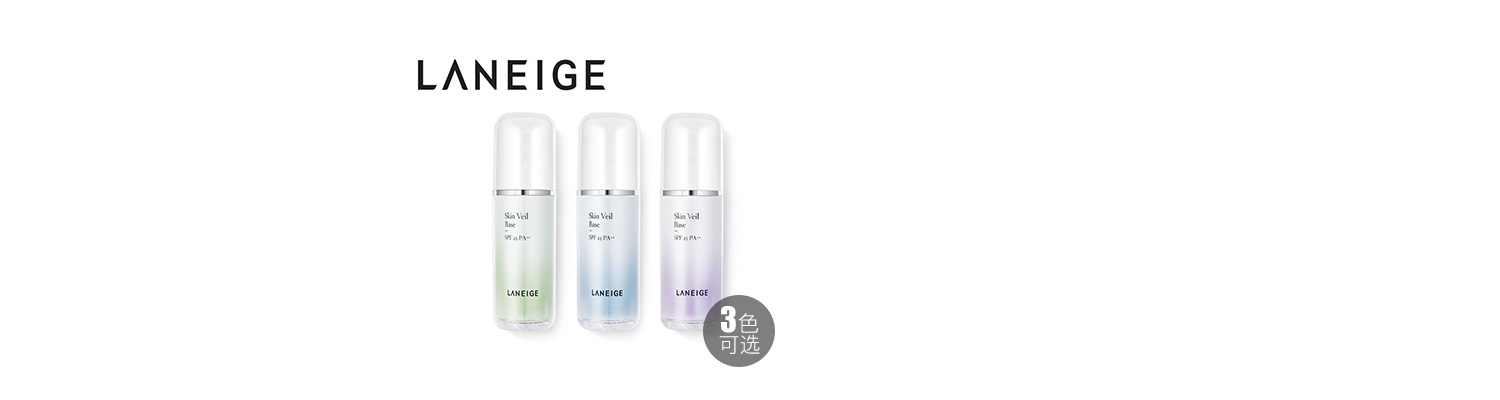 LANEIGE
Skin Veil
Base
~
SPF 25 PA++
LANEIGE
Skin Veil
Base
~
SPF 25 PA++
LANEIGE
Skin Veil
Base
~
SPF 25 PA++
LANEIGE
3色
可选